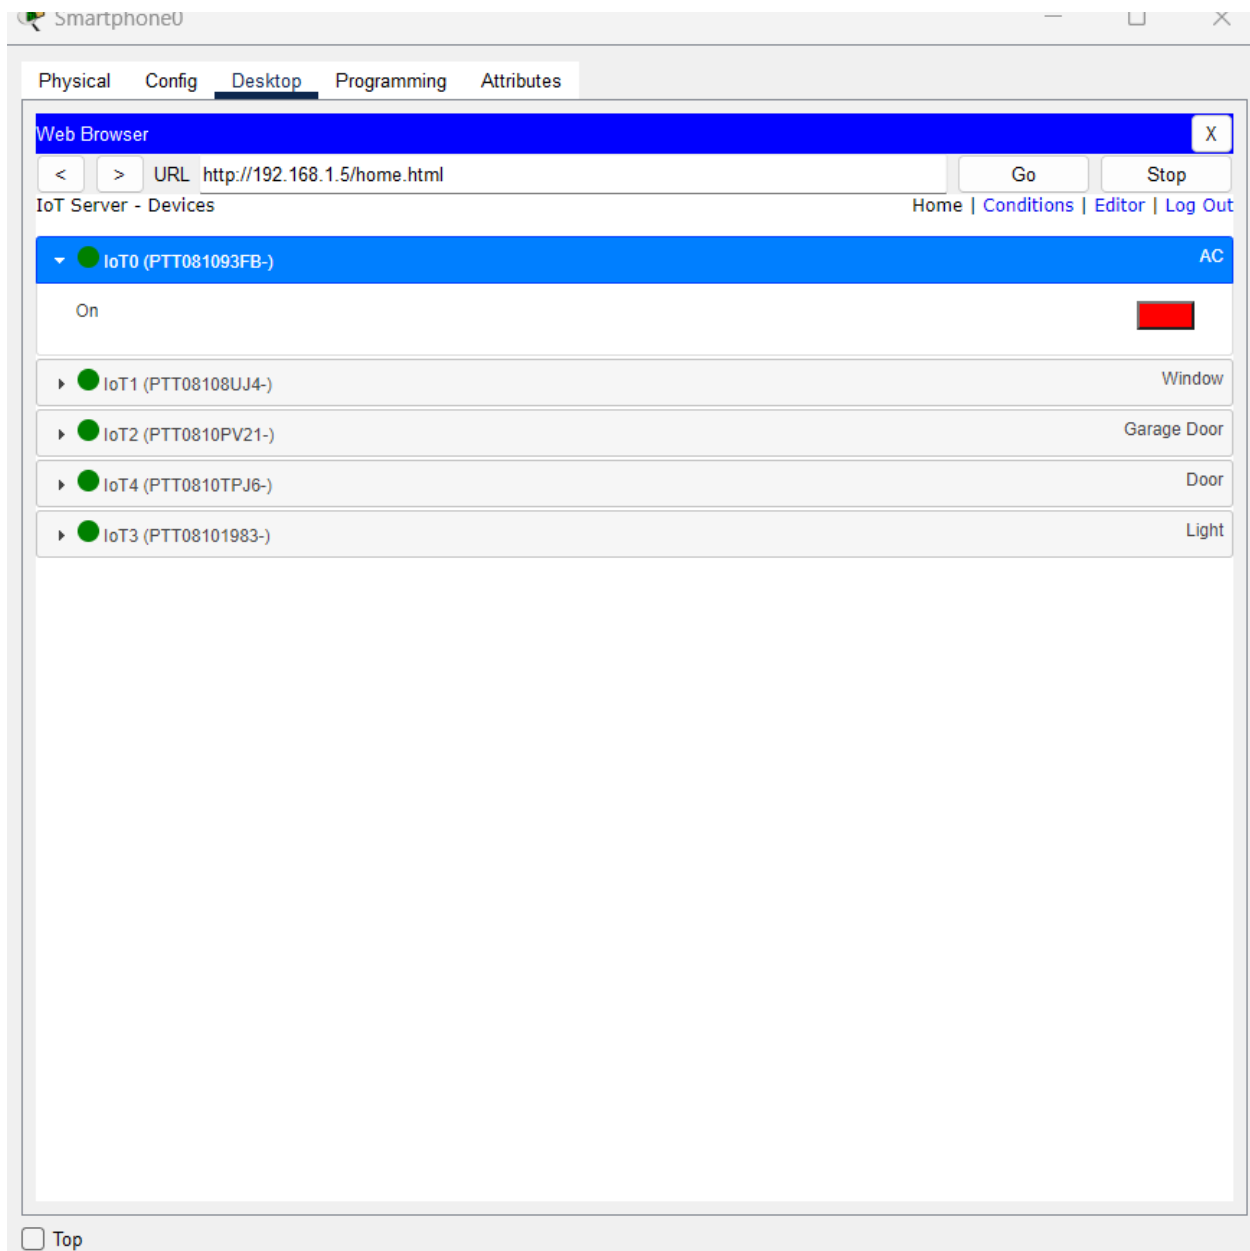 Smartphone0
Physical Config Desktop Programming Attributes
Web Browser X
< > URL http://192.168.1.5/home.html Go Stop
IoT Server - Devices Home | Conditions | Editor | Log Out
IoT0 (PTT081093FB-) AC
On
IoT1 (PTT08108UJ4-) Window
IoT2 (PTT0810PV21-) Garage Door
IoT4 (PTT0810TPJ6-) Door
IoT3 (PTT08101983-) Light
Top